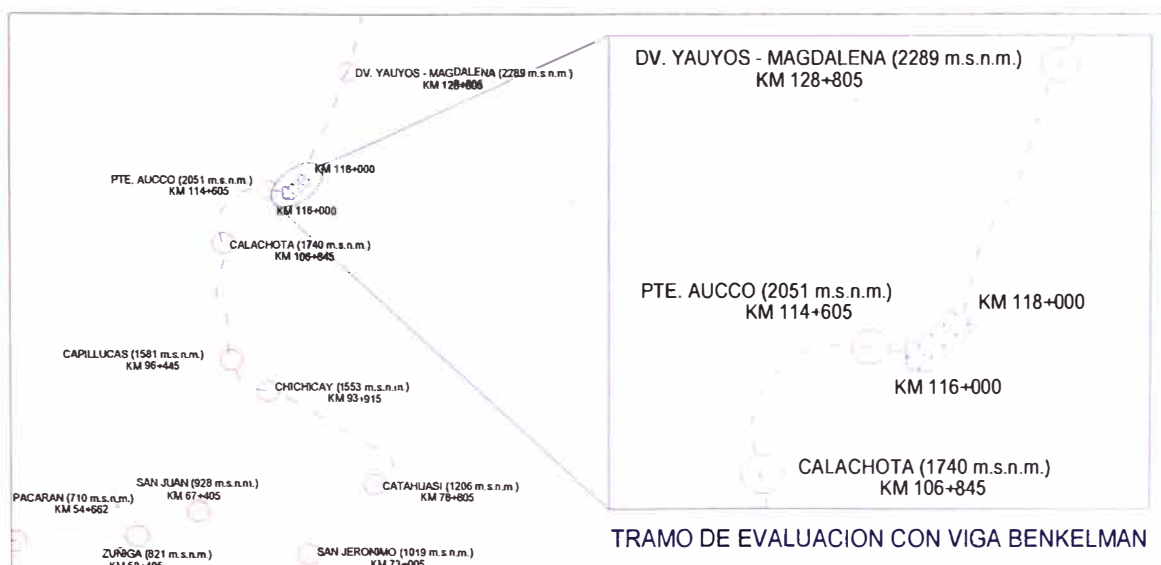 DV. YAUYOS - MAGDALENA (2289 m.s.n.m.)
KM 128+805
KM 118+000
PTE. AUCCO (2051 m.s.n.m.)
KM 114+605
KM 116+000
CALACHOTA (1740 m.s.n.m.)
KM 106+845
CAPILLUCAS (1581 m.s.n.m.)
KM 96+445
CHICHICAY (1553 m.s.n.m.)
KM 93+915
CATAHUASI (1206 m.s.n.m.)
KM 78+805
SAN JUAN (928 m.s.n.m.)
KM 67+405
PACARAN (710 m.s.n.m.)
KM 54+662
ZUÑIGA (821 m.s.n.m.)
SAN JERONIMO (1019 m.s.n.m.)
KM 73+005
DV. YAUYOS - MAGDALENA (2289 m.s.n.m.)
KM 128+805
PTE. AUCCO (2051 m.s.n.m.)
KM 114+605
KM 118+000
KM 116+000
CALACHOTA (1740 m.s.n.m.)
KM 106+845
TRAMO DE EVALUACION CON VIGA BENKELMAN